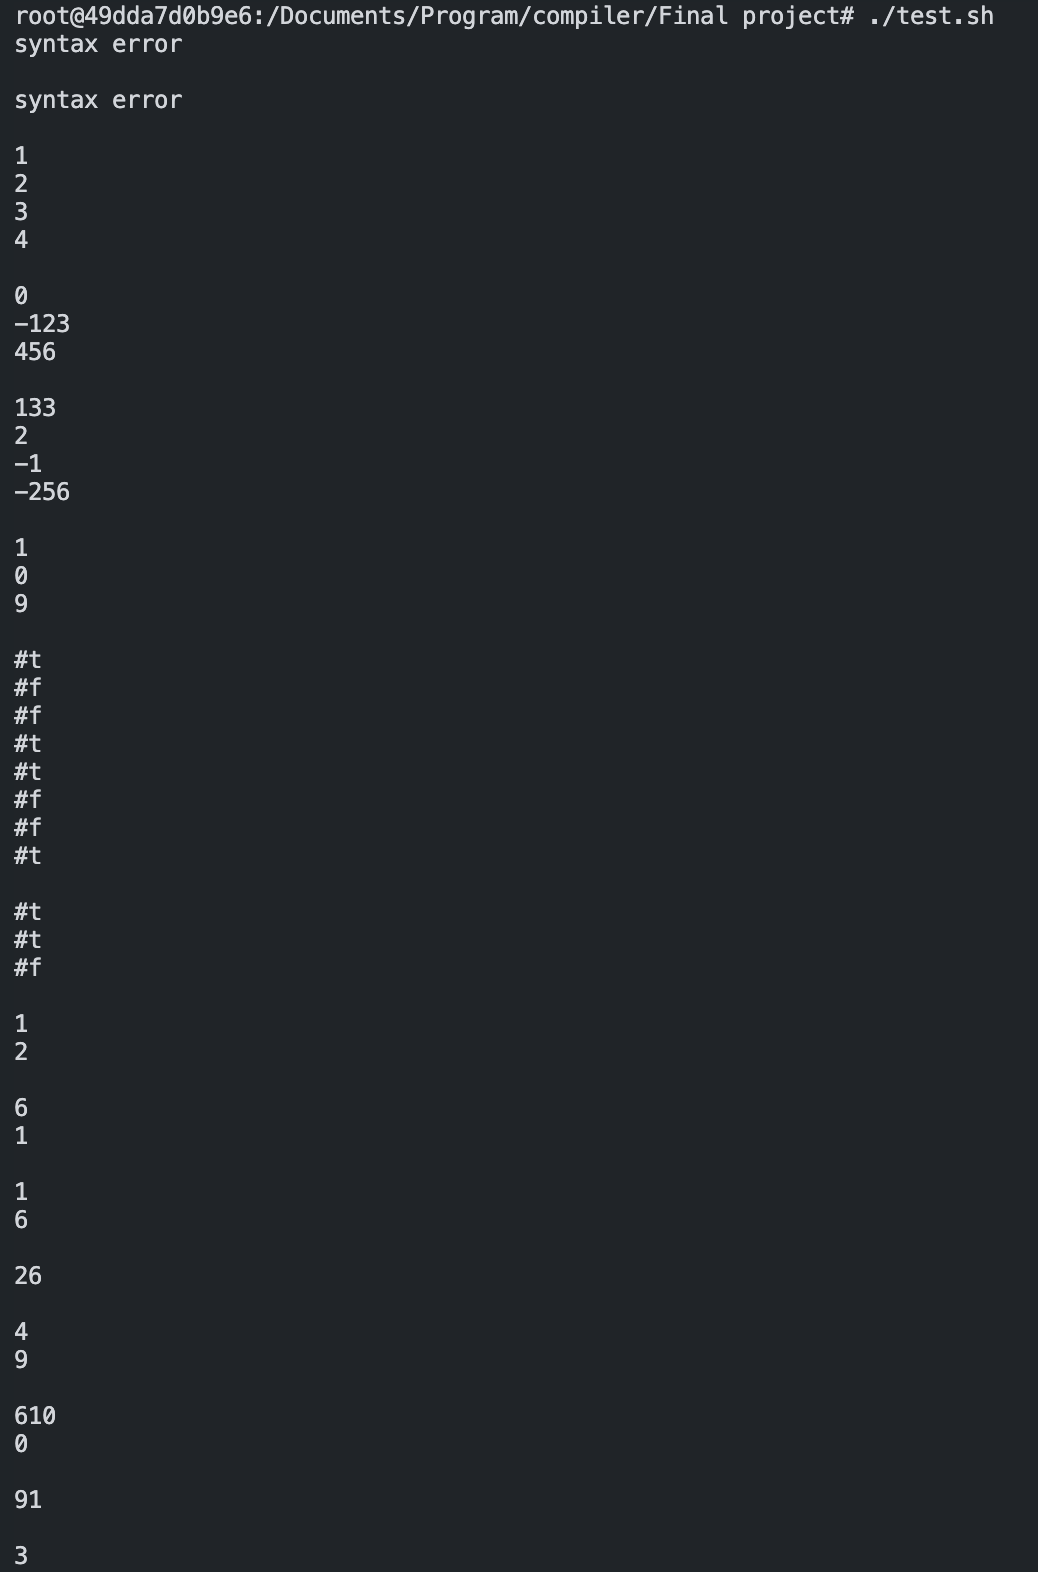 root@49dda7d0b9e6:/Documents/Program/compiler/Final project# ./test.sh
syntax error
syntax error
1
2
3
4
0
-123
456
133
2
-1
-256
1
0
9
#t
#f
#f
#t
#t
#f
#f
#t
#t
#t
#f
1
2
6
1
1
6
26
4
9
610
0
91
3